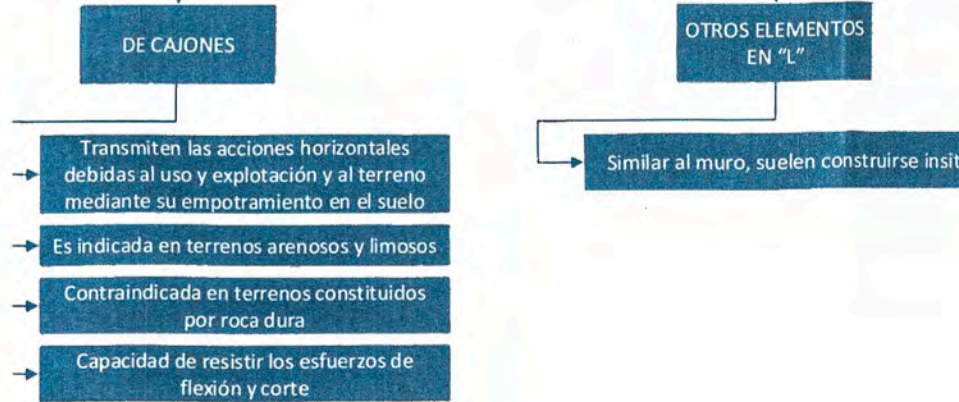 DE CAJONES
Transmiten las acciones horizontales
debidas al uso y explotación y al terreno
mediante su empotramiento en el suelo
Es indicada en terrenos arenosos y limosos
Contraindicada en terrenos constituidos
por roca dura
Capacidad de resistir los esfuerzos de
flexión y corte
OTROS ELEMENTOS
EN "L"
Similar al muro, suelen construirse insit